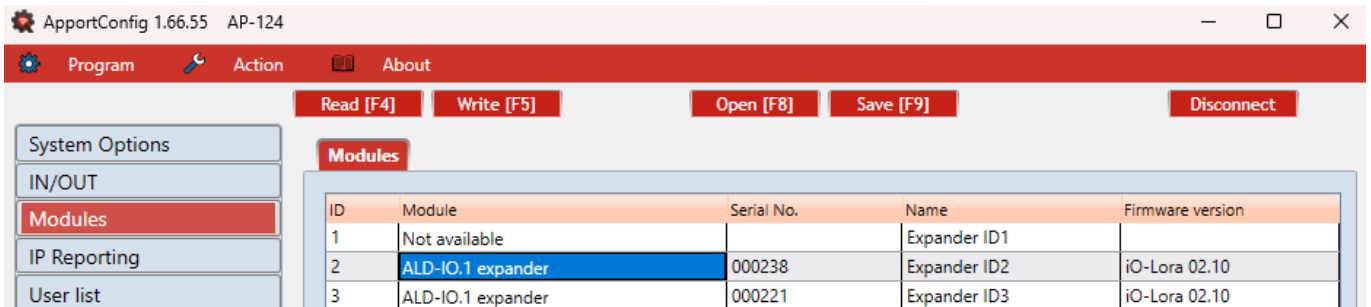 ApportConfig 1.66.55 AP-124
Program Action About
Read [F4] Write [F5] Open [F8] Save [F9] Disconnect
System Options
IN/OUT
Modules
IP Reporting
User list
Modules
ID Module Serial No. Name Firmware version
1 Not available Expander ID1
2 ALD-IO.1 expander 000238 Expander ID2 iO-Lora 02.10
3 ALD-IO.1 expander 000221 Expander ID3 iO-Lora 02.10